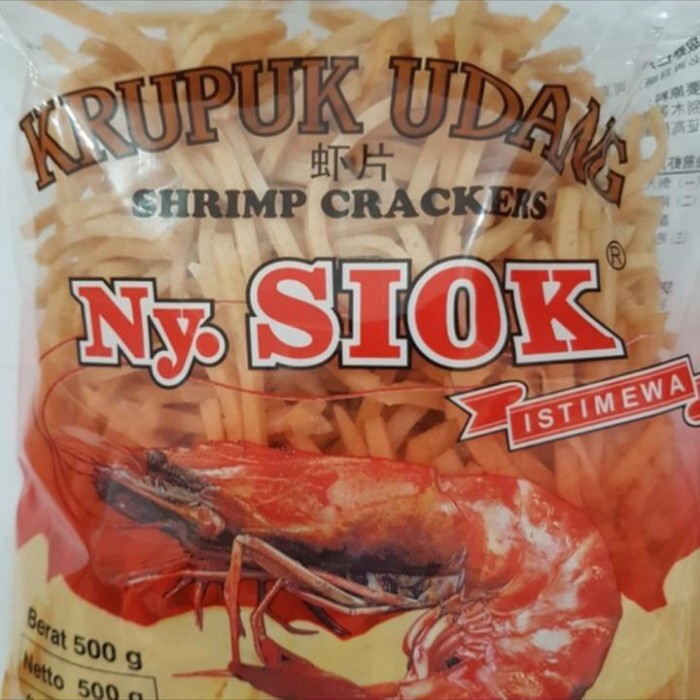 KRUPUK UDANG
虾片
SHRIMP CRACKERS
Ny. SIOK ®
ISTIMEWA
Berat 500 g
Netto 500 g